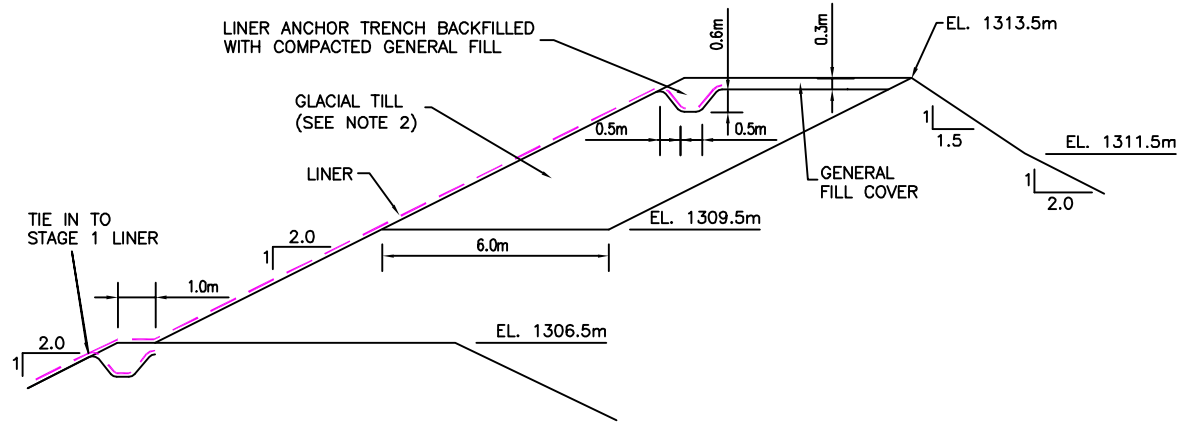 LINER ANCHOR TRENCH BACKFILLED
WITH COMPACTED GENERAL FILL
0.6m
0.3m
EL. 1313.5m
GLACIAL TILL
(SEE NOTE 2)
0.5m
0.5m
1
1.5
EL. 1311.5m
LINER
GENERAL
FILL COVER
1
2.0
TIE IN TO
STAGE 1 LINER
EL. 1309.5m
2.0
1
6.0m
1.0m
EL. 1306.5m
2.0
1